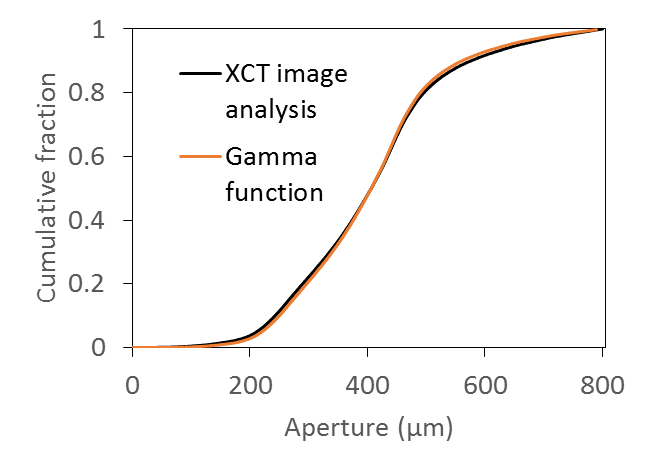 1
0.8
0.6
0.4
0.2
0
Cumulative fraction
XCT image
analysis
Gamma
function
0 200 400 600 800
Aperture (µm)